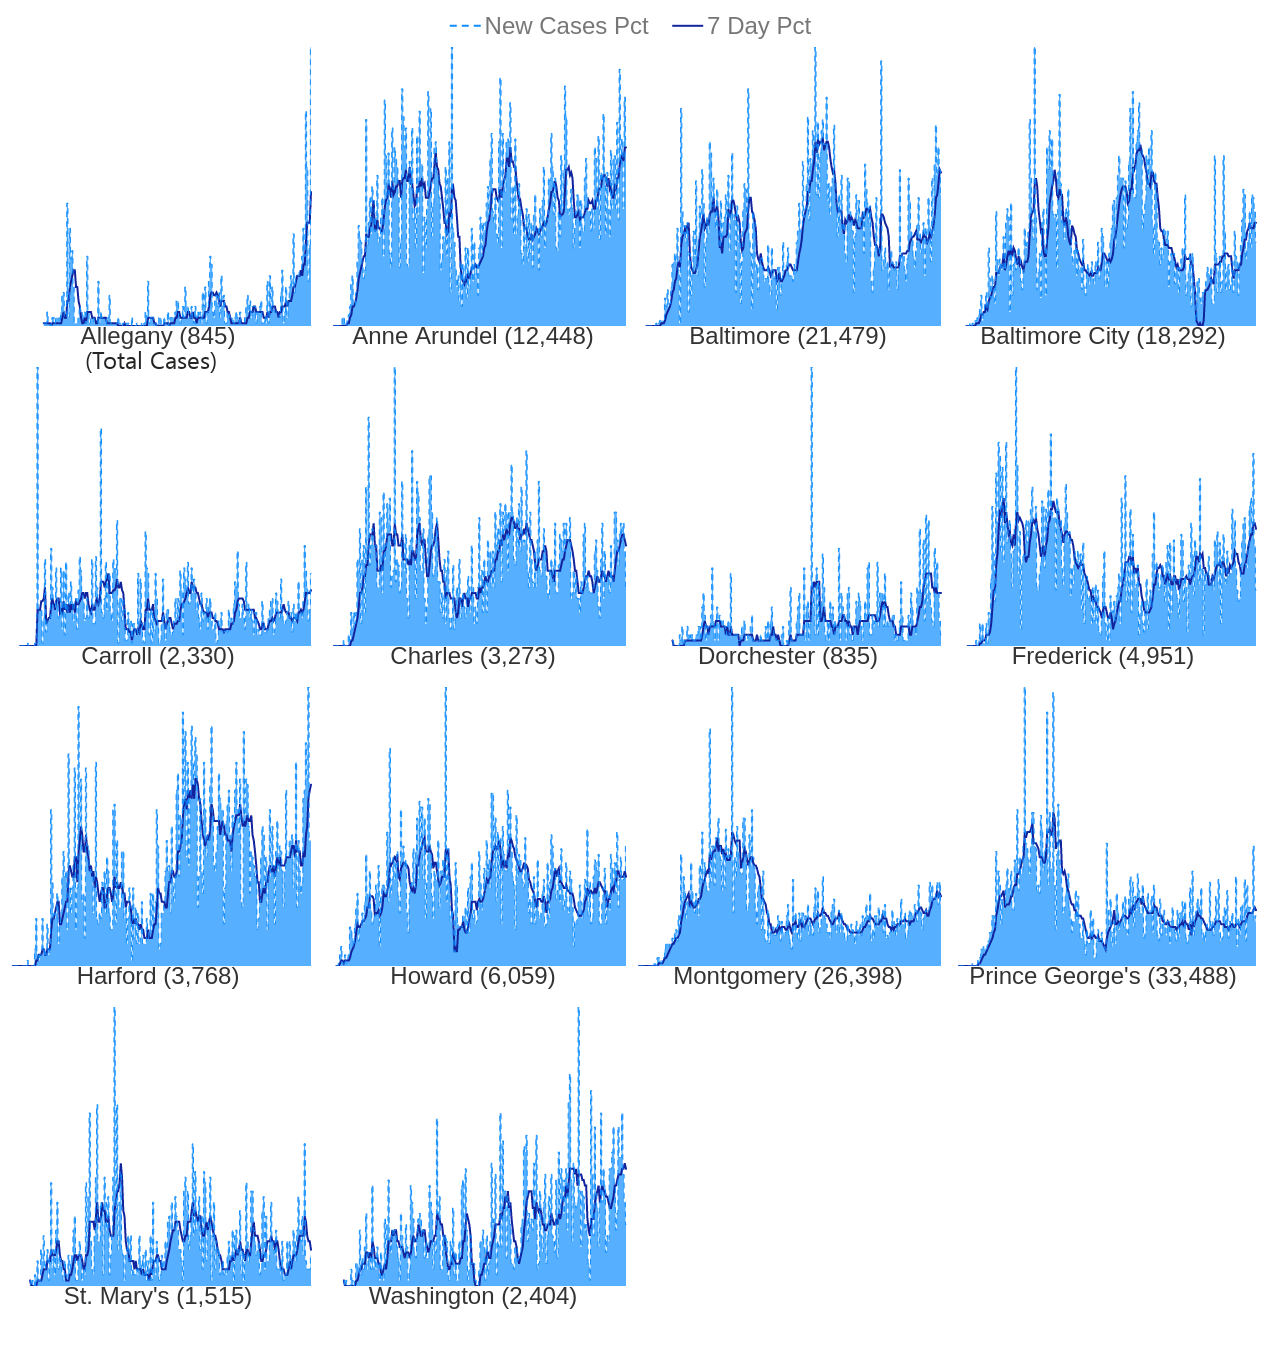 New Cases Pct 7 Day Pct
Allegany (845) Anne Arundel (12,448) Baltimore (21,479) Baltimore City (18,292)
(Total Cases)
Carroll (2,330) Charles (3,273) Dorchester (835) Frederick (4,951)
Harford (3,768) Howard (6,059) Montgomery (26,398) Prince George's (33,488)
St. Mary's (1,515) Washington (2,404)